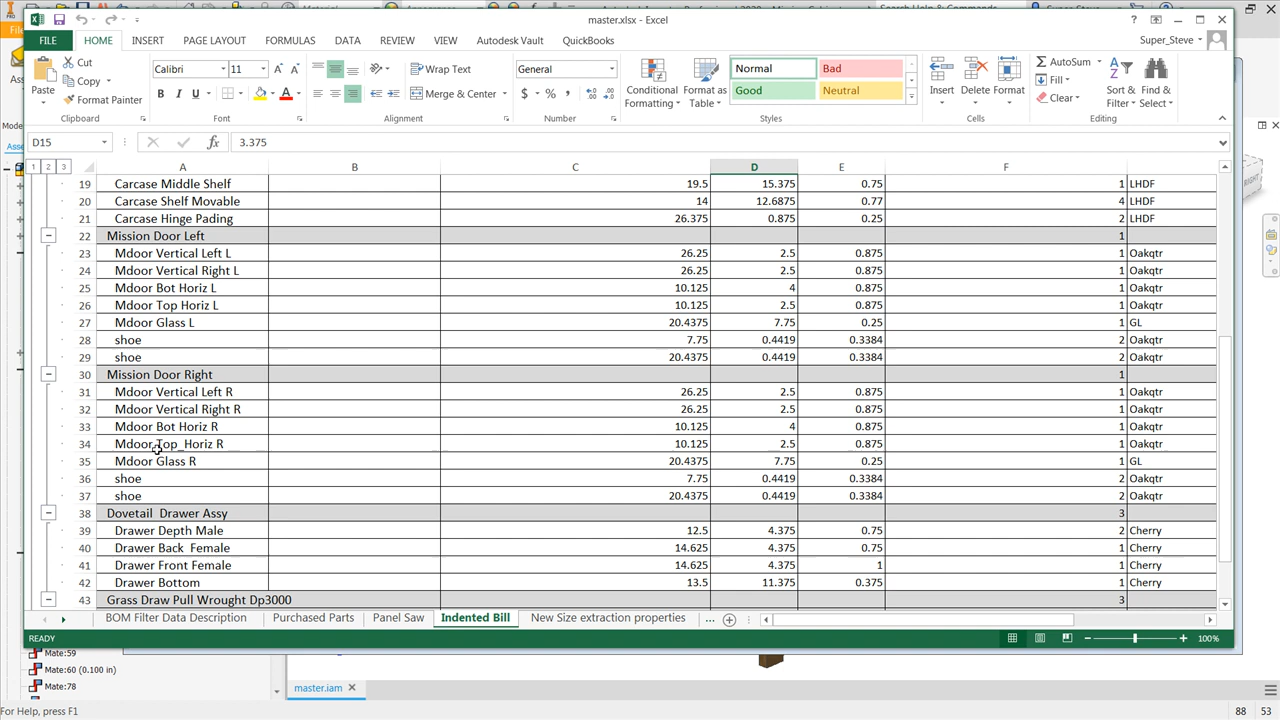 master.xlsx - Excel
FILE HOME INSERT PAGE LAYOUT FORMULAS DATA REVIEW VIEW Autodesk Vault QuickBooks Super_Steve
Paste Cut Copy Format Painter Clipboard
Calibri 11 Font
Wrap Text Merge & Center Alignment
General $ % , Number
Conditional Formatting Format as Table Normal Bad Good Neutral Styles
Insert Delete Format Cells
AutoSum Fill Clear Sort & Filter Find & Select Editing
D15 fx 3.375
1 2 3 A B C D E F
19 Carcase Middle Shelf 19.5 15.375 0.75 1 LHDF
20 Carcase Shelf Movable 14 12.6875 0.77 4 LHDF
21 Carcase Hinge Pading 26.375 0.875 0.25 2 LHDF
22 Mission Door Left 1
23 Mdoor Vertical Left L 26.25 2.5 0.875 1 Oakqtr
24 Mdoor Vertical Right L 26.25 2.5 0.875 1 Oakqtr
25 Mdoor Bot Horiz L 10.125 4 0.875 1 Oakqtr
26 Mdoor Top Horiz L 10.125 2.5 0.875 1 Oakqtr
27 Mdoor Glass L 20.4375 7.75 0.25 1 GL
28 shoe 7.75 0.4419 0.3384 2 Oakqtr
29 shoe 20.4375 0.4419 0.3384 2 Oakqtr
30 Mission Door Right 1
31 Mdoor Vertical Left R 26.25 2.5 0.875 1 Oakqtr
32 Mdoor Vertical Right R 26.25 2.5 0.875 1 Oakqtr
33 Mdoor Bot Horiz R 10.125 4 0.875 1 Oakqtr
34 Mdoor Top_Horiz R 10.125 2.5 0.875 1 Oakqtr
35 Mdoor Glass R 20.4375 7.75 0.25 1 GL
36 shoe 7.75 0.4419 0.3384 2 Oakqtr
37 shoe 20.4375 0.4419 0.3384 2 Oakqtr
38 Dovetail Drawer Assy 3
39 Drawer Depth Male 12.5 4.375 0.75 2 Cherry
40 Drawer Back Female 14.625 4.375 0.75 1 Cherry
41 Drawer Front Female 14.625 4.375 1 1 Cherry
42 Drawer Bottom 13.5 11.375 0.375 1 Cherry
43 Grass Draw Pull Wrought Dp3000 3
BOM Filter Data Description Purchased Parts Panel Saw Indented Bill New Size extraction properties ...
READY 100%
Mate:59
Mate:60 (0.100 in)
Mate:78
master.iam
For Help, press F1 88 53